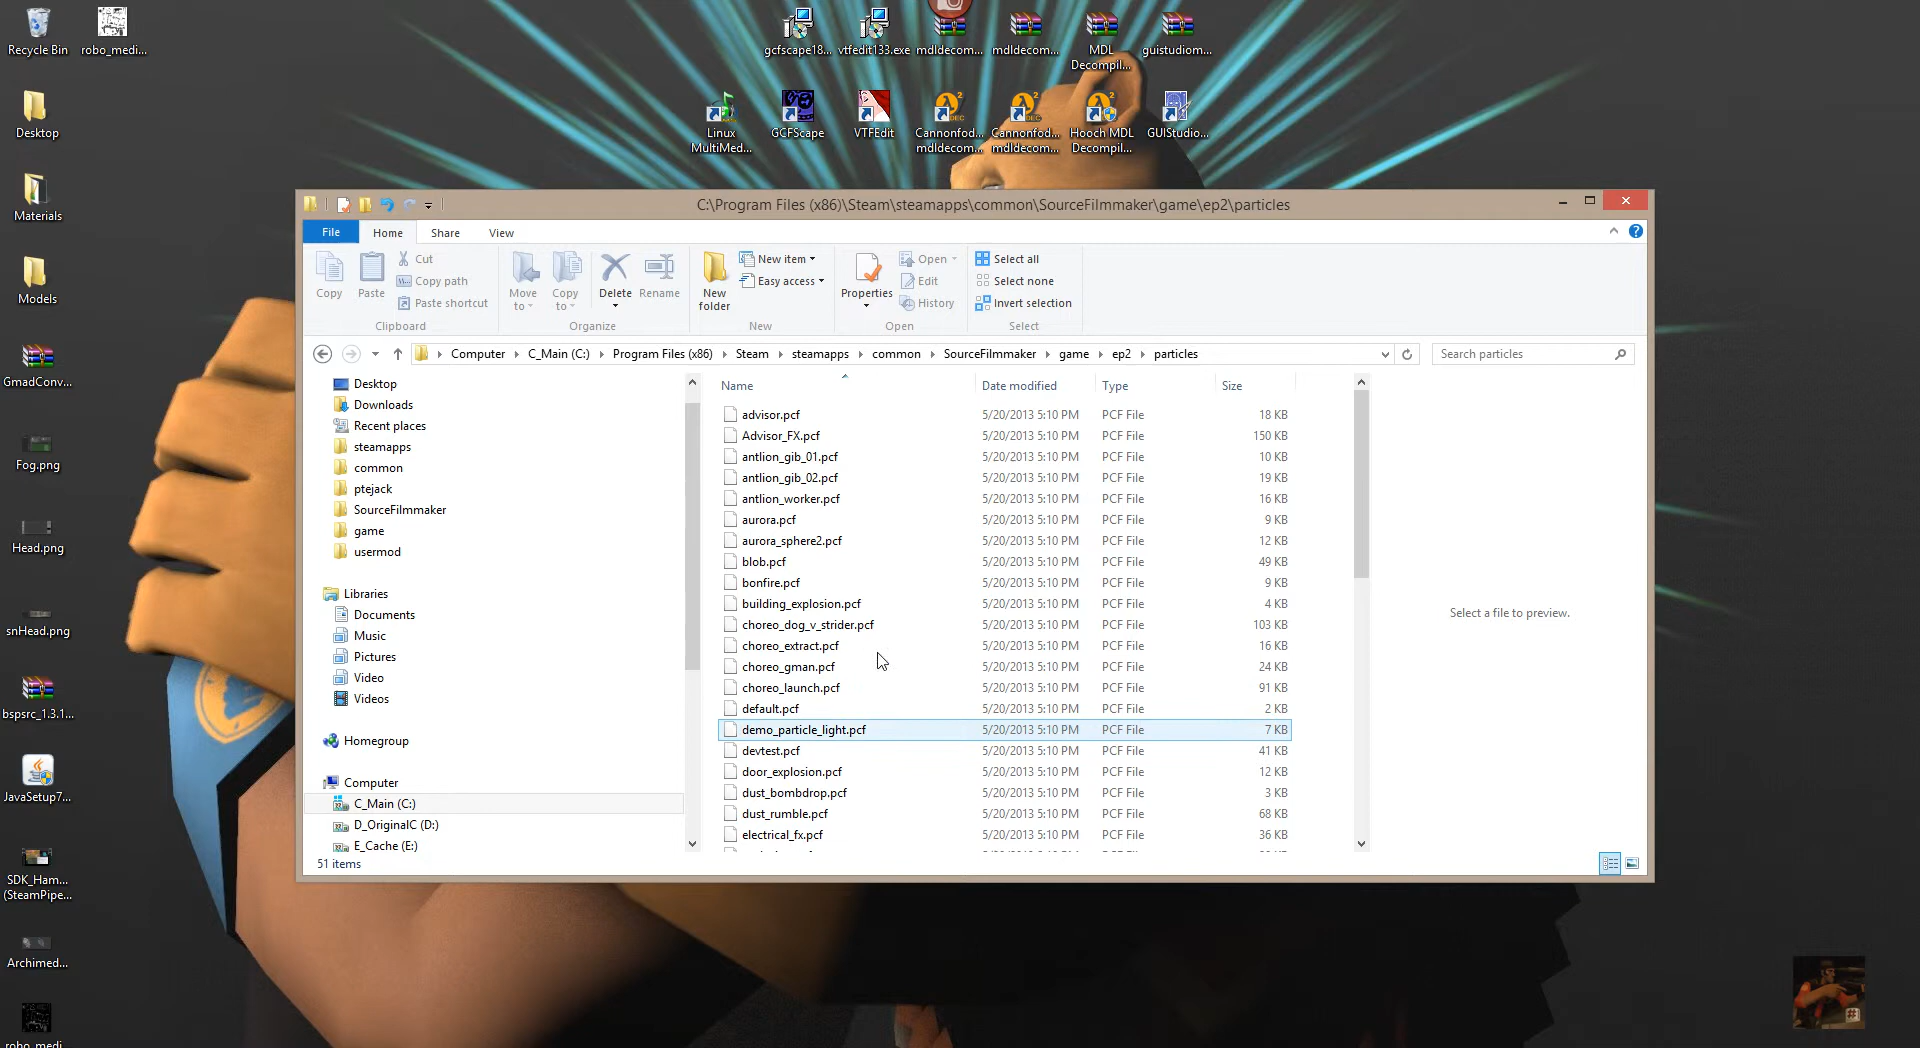 Recycle Bin
robo_medi...
Desktop
Materials
Models
GmadConv...
Fog.png
Head.png
snHead.png
bspsrc_1.3.1...
JavaSetup7...
SDK_Ham...
(SteamPipe...
Archimed...
robo_medi...
gcfscape18...
vtfedit133.exe
mdldecom...
mdldecom...
MDL
Decompil...
guistudiom...
Linux
MultiMed...
GCFScape
VTFEdit
Cannonfod...
mdldecom...
Cannonfod...
mdldecom...
Hooch MDL
Decompil...
GUIStudio...
C:\Program Files (x86)\Steam\steamapps\common\SourceFilmmaker\game\ep2\particles
File
Home
Share
View
Copy
Paste
Cut
Copy path
Paste shortcut
Clipboard
Move
to
Copy
to
Delete
Rename
Organize
New
folder
New item
Easy access
New
Properties
Open
Edit
History
Open
Select all
Select none
Invert selection
Select
Computer
C_Main (C:)
Program Files (x86)
Steam
steamapps
common
SourceFilmmaker
game
ep2
particles
Search particles
Desktop
Downloads
Recent places
steamapps
common
ptejack
SourceFilmmaker
game
usermod
Libraries
Documents
Music
Pictures
Video
Videos
Homegroup
Computer
C_Main (C:)
D_OriginalC (D:)
E_Cache (E:)
Name Date modified Type Size
advisor.pcf 5/20/2013 5:10 PM PCF File 18 KB
Advisor_FX.pcf 5/20/2013 5:10 PM PCF File 150 KB
antlion_gib_01.pcf 5/20/2013 5:10 PM PCF File 10 KB
antlion_gib_02.pcf 5/20/2013 5:10 PM PCF File 19 KB
antlion_worker.pcf 5/20/2013 5:10 PM PCF File 16 KB
aurora.pcf 5/20/2013 5:10 PM PCF File 9 KB
aurora_sphere2.pcf 5/20/2013 5:10 PM PCF File 12 KB
blob.pcf 5/20/2013 5:10 PM PCF File 49 KB
bonfire.pcf 5/20/2013 5:10 PM PCF File 9 KB
building_explosion.pcf 5/20/2013 5:10 PM PCF File 4 KB
choreo_dog_v_strider.pcf 5/20/2013 5:10 PM PCF File 103 KB
choreo_extract.pcf 5/20/2013 5:10 PM PCF File 16 KB
choreo_gman.pcf 5/20/2013 5:10 PM PCF File 24 KB
choreo_launch.pcf 5/20/2013 5:10 PM PCF File 91 KB
default.pcf 5/20/2013 5:10 PM PCF File 2 KB
demo_particle_light.pcf 5/20/2013 5:10 PM PCF File 7 KB
devtest.pcf 5/20/2013 5:10 PM PCF File 41 KB
door_explosion.pcf 5/20/2013 5:10 PM PCF File 12 KB
dust_bombdrop.pcf 5/20/2013 5:10 PM PCF File 3 KB
dust_rumble.pcf 5/20/2013 5:10 PM PCF File 68 KB
electrical_fx.pcf 5/20/2013 5:10 PM PCF File 36 KB
Select a file to preview.
51 items